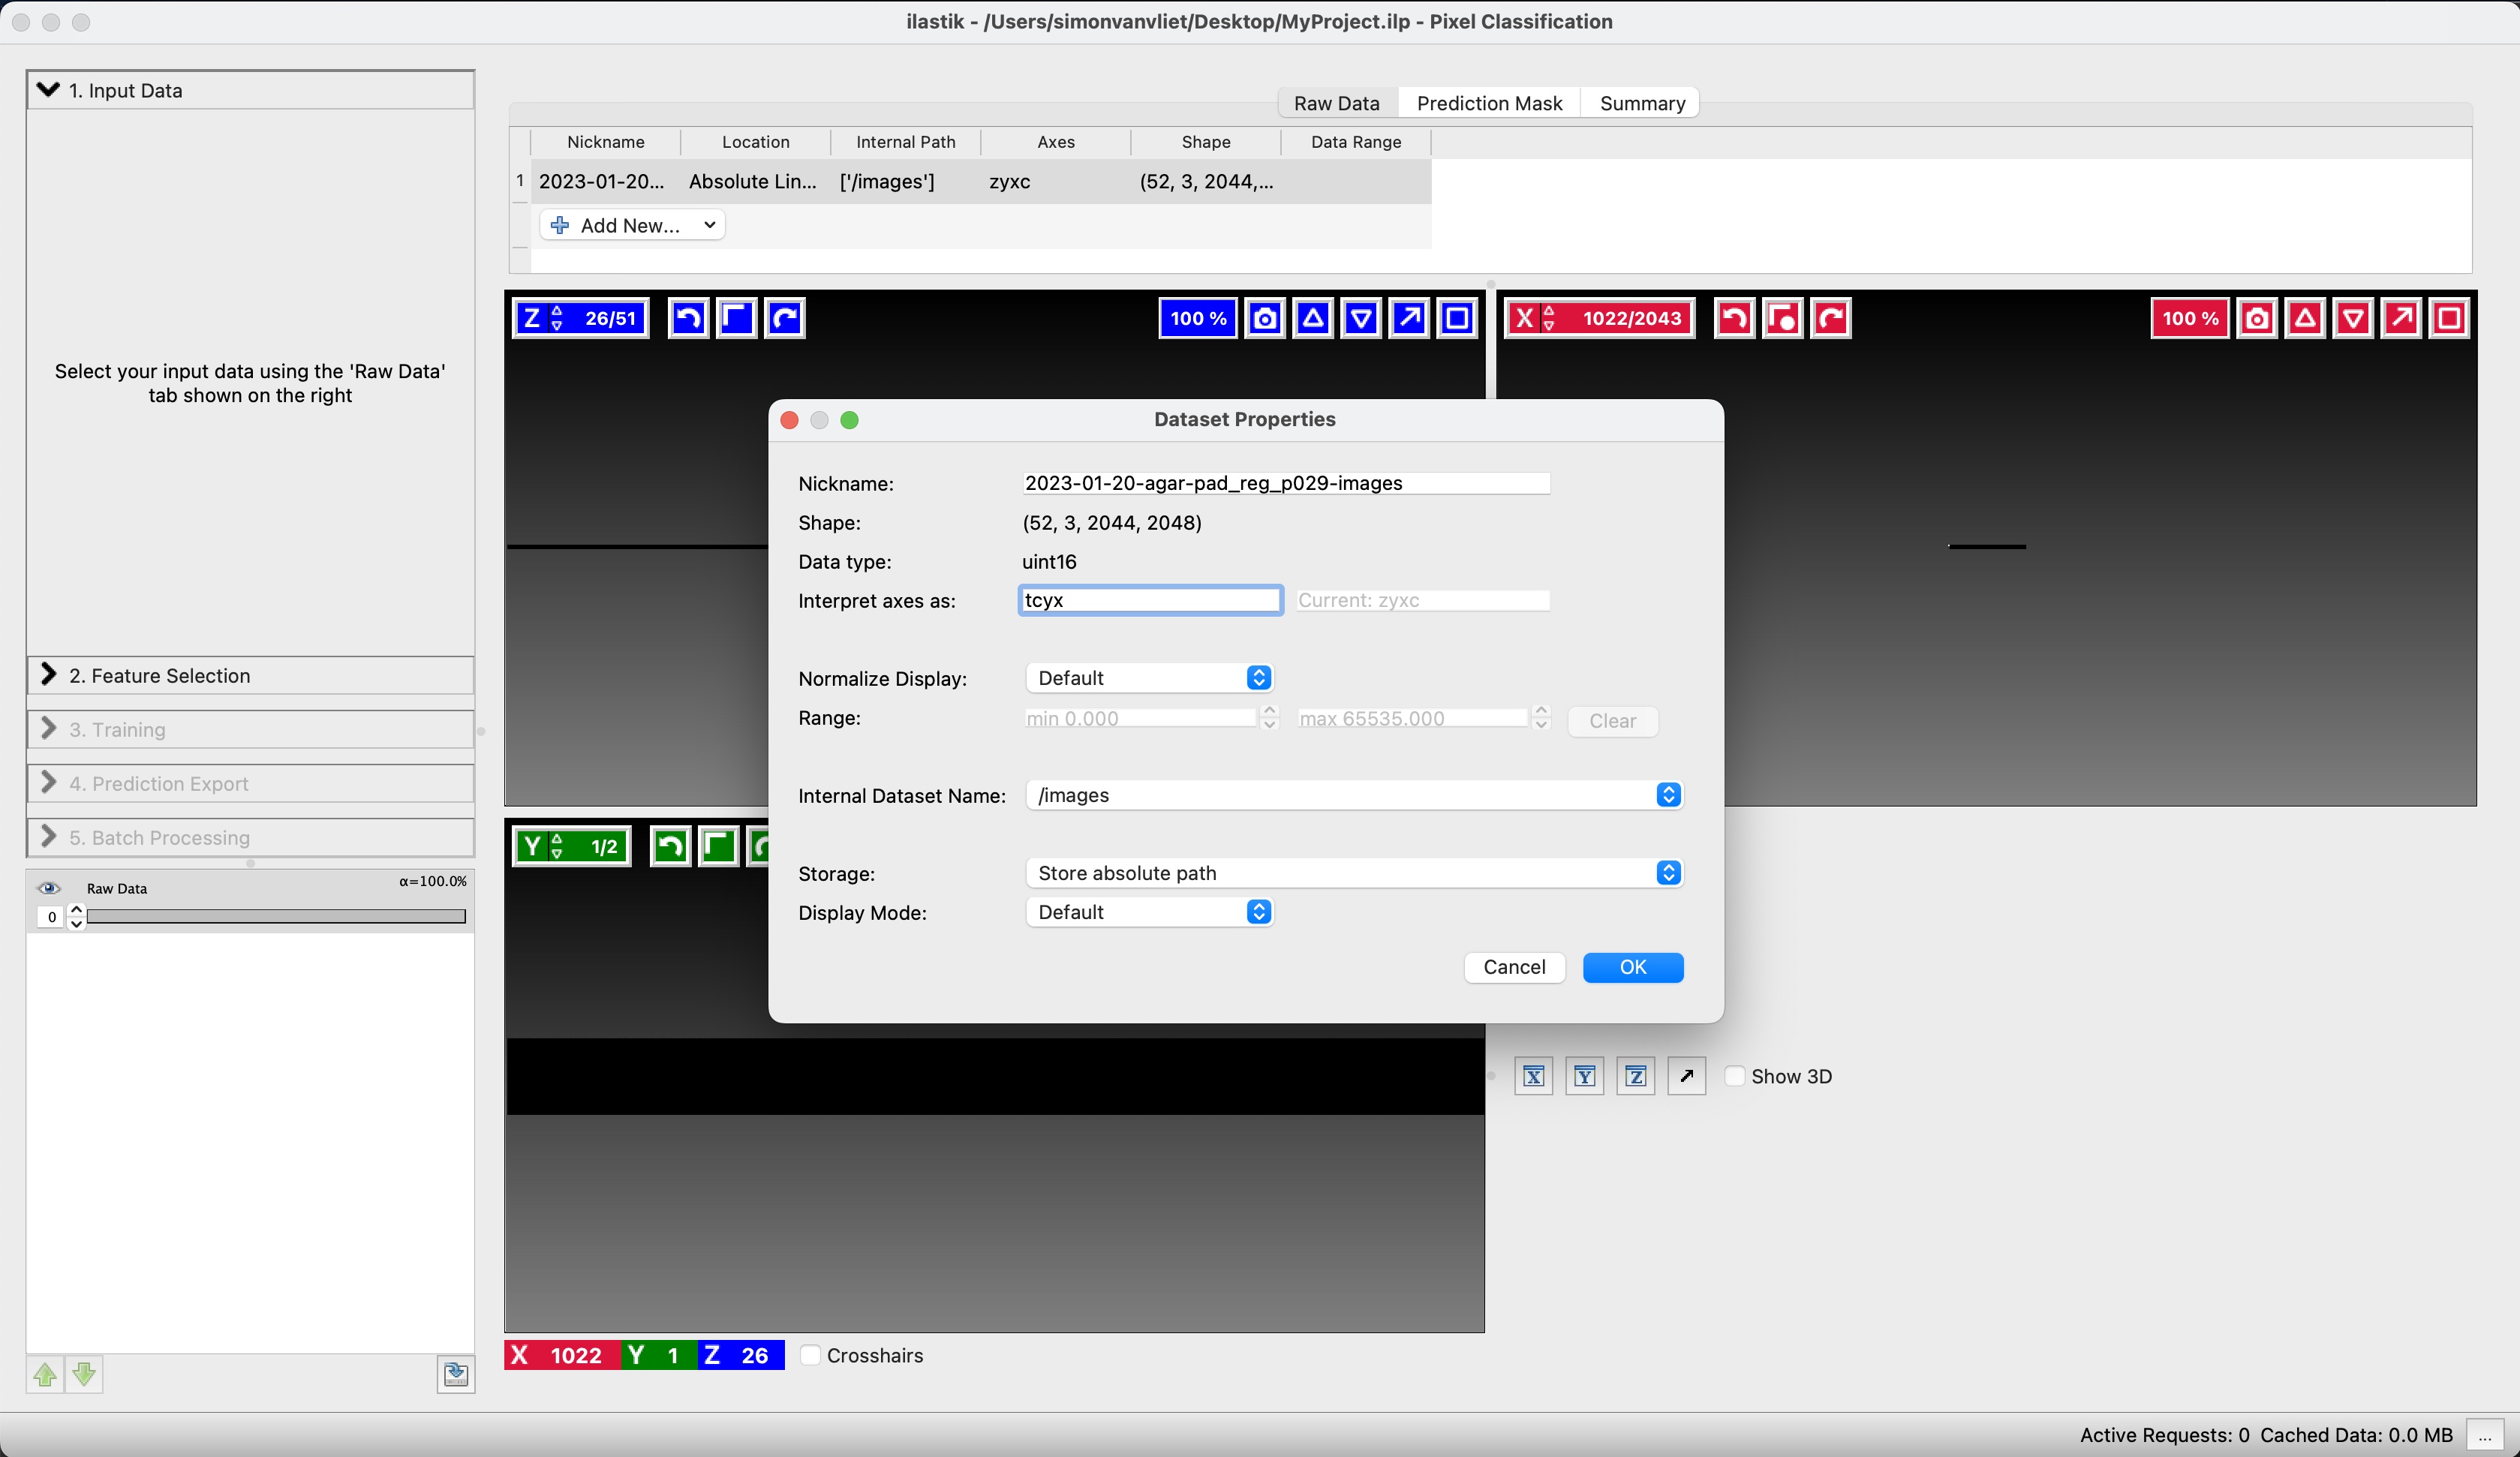 ilastik - /Users/simonvanvliet/Desktop/MyProject.ilp - Pixel Classification
1. Input Data
Select your input data using the 'Raw Data'
tab shown on the right
2. Feature Selection
3. Training
4. Prediction Export
5. Batch Processing
Raw Data
α=100.0%
0
Raw Data
Prediction Mask
Summary
Nickname Location Internal Path Axes Shape Data Range
1 2023-01-20... Absolute Lin... ['/images'] zyxc (52, 3, 2044,...
Add New...
Z 26/51
100 %
X 1022/2043
100 %
Y 1/2
Dataset Properties
Nickname: 2023-01-20-agar-pad_reg_p029-images
Shape: (52, 3, 2044, 2048)
Data type: uint16
Interpret axes as: tcyx Current: zyxc
Normalize Display: Default
Range: min 0.000 max 65535.000 Clear
Internal Dataset Name: /images
Storage: Store absolute path
Display Mode: Default
Cancel OK
X Y Z Show 3D
X 1022 Y 1 Z 26 Crosshairs
Active Requests: 0 Cached Data: 0.0 MB ...